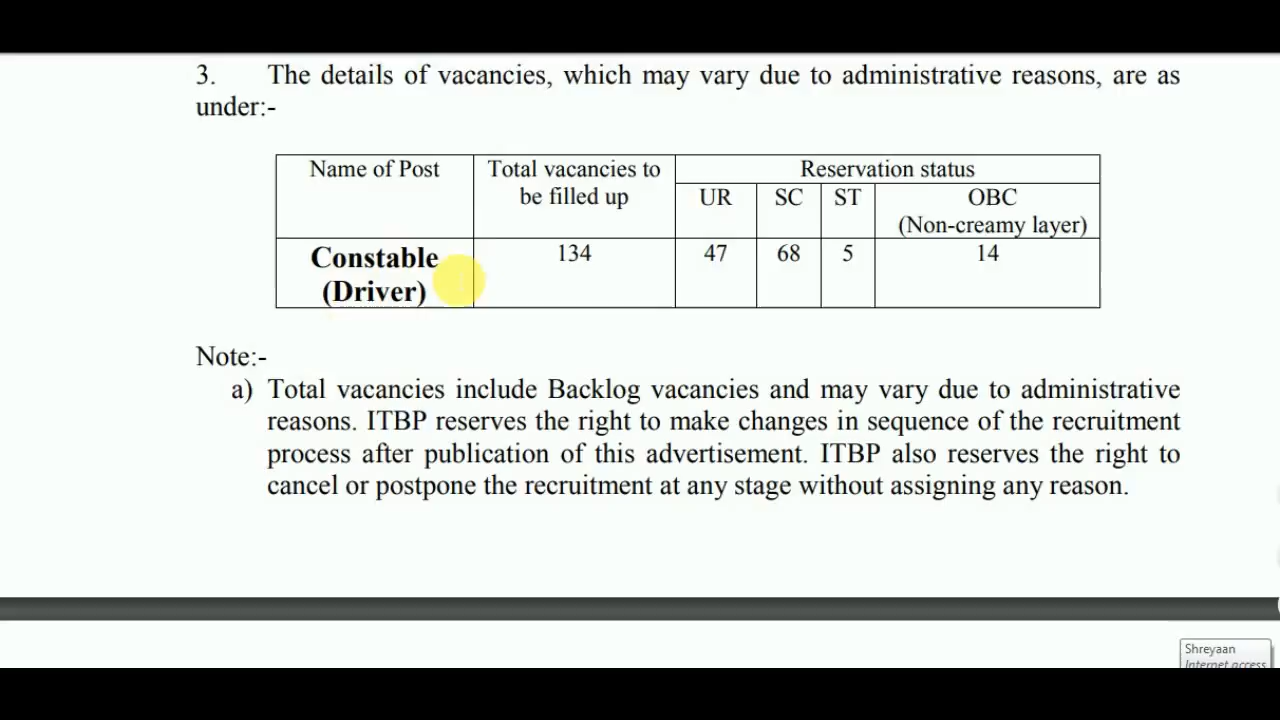 3. The details of vacancies, which may vary due to administrative reasons, are as
under:-
Name of Post
Total vacancies to
be filled up
Reservation status
UR
SC
ST
OBC
(Non-creamy layer)
Constable
(Driver)
134
47
68
5
14
Note:-
a) Total vacancies include Backlog vacancies and may vary due to administrative
reasons. ITBP reserves the right to make changes in sequence of the recruitment
process after publication of this advertisement. ITBP also reserves the right to
cancel or postpone the recruitment at any stage without assigning any reason.
Shreyaan
Internet access